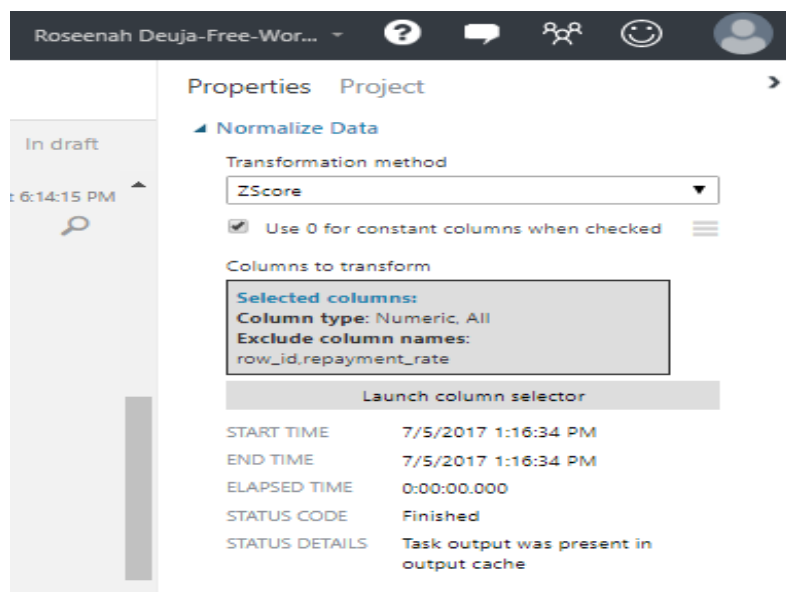 Roseenah Deuja-Free-Wor...
Properties Project
In draft
Normalize Data
Transformation method
: 6:14:15 PM
ZScore
Use 0 for constant columns when checked
Columns to transform
Selected columns:
Column type: Numeric, All
Exclude column names:
row_id,repayment_rate
Launch column selector
START TIME 7/5/2017 1:16:34 PM
END TIME 7/5/2017 1:16:34 PM
ELAPSED TIME 0:00:00.000
STATUS CODE Finished
STATUS DETAILS Task output was present in
output cache